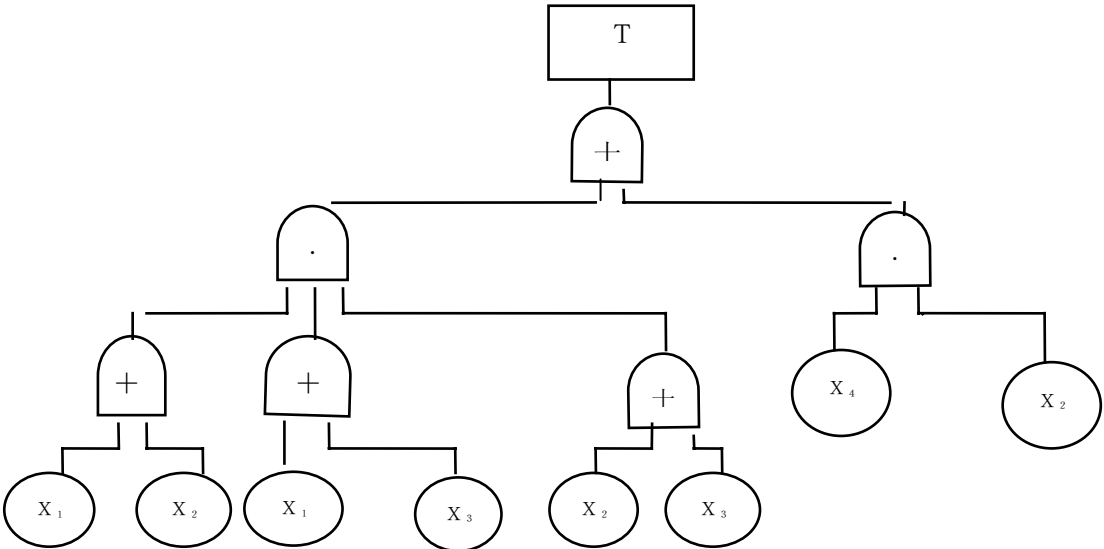 T
+
·
·
+
+
+
X₄
X₂
X₁
X₂
X₁
X₃
X₂
X₃